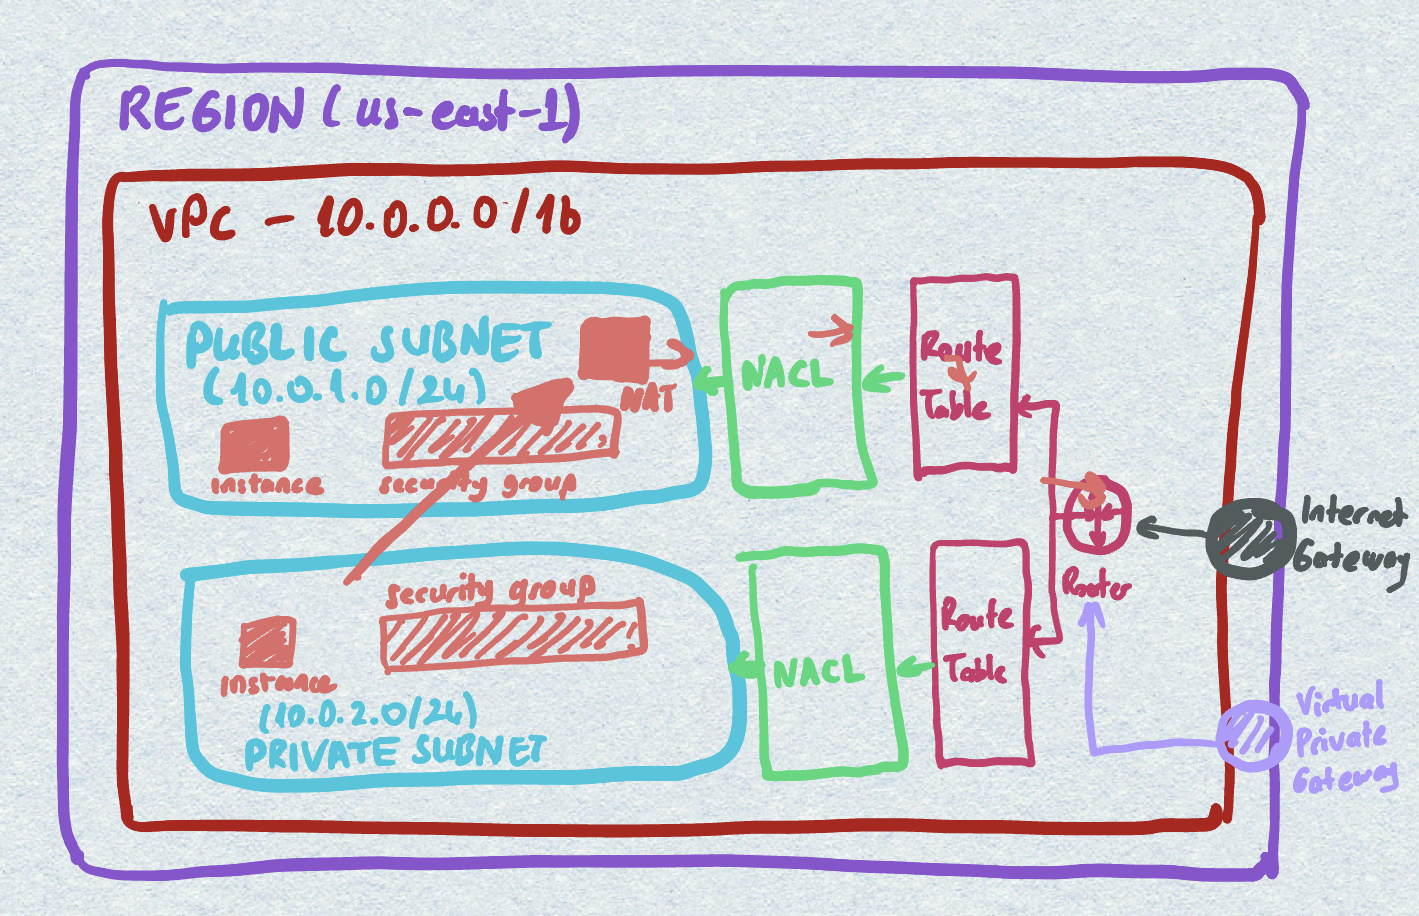 REGION (us-east-1)
VPC - 10.0.0.0/16
PUBLIC SUBNET
(10.0.1.0/24)
NAT
instance
security group
NACL
Route
Table
security group
instance
(10.0.2.0/24)
PRIVATE SUBNET
NACL
Route
Table
Router
Internet
Gateway
Virtual
Private
Gateway